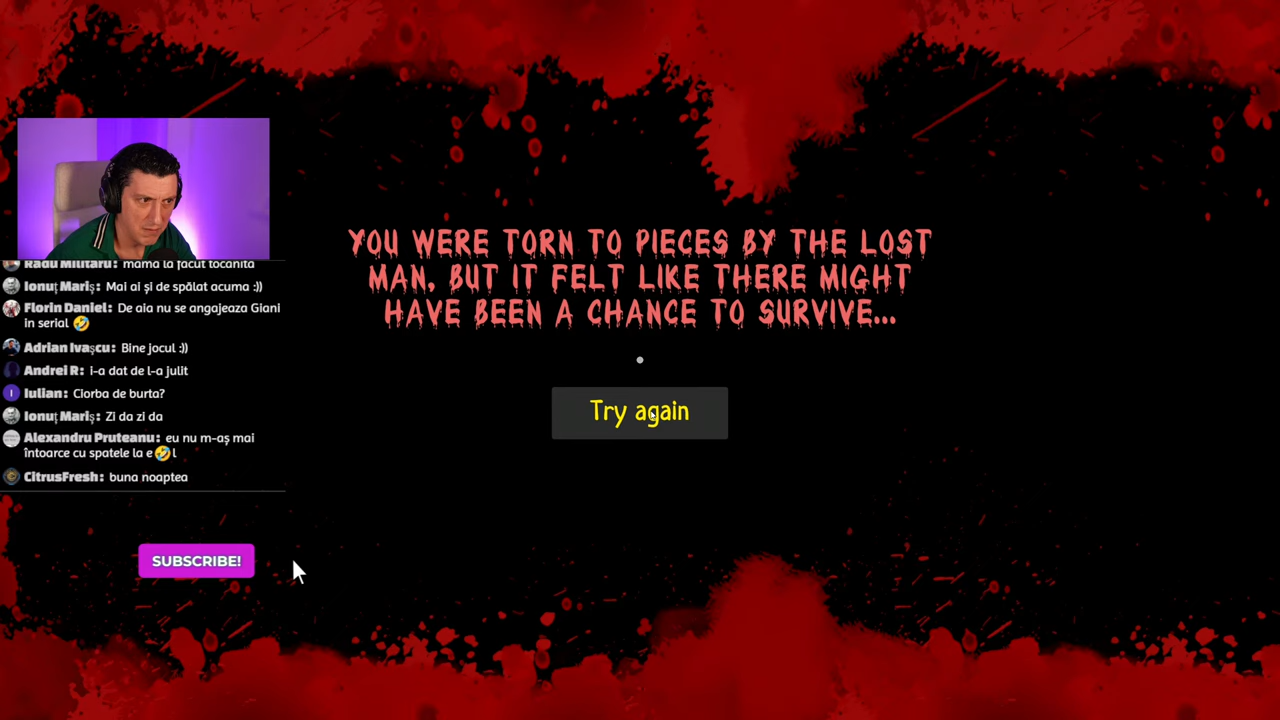 YOU WERE TORN TO PIECES BY THE LOST
MAN, BUT IT FELT LIKE THERE MIGHT
HAVE BEEN A CHANCE TO SURVIVE...
Try again
Radu Militaru: mama la făcut tocanita
Ionuț Mariș: Mai ai și de spălat acuma :))
Florin Daniel: De aia nu se angajeaza Giani
in serial 🤣
Adrian Ivașcu: Bine jocul :))
Andrei R: i-a dat de l-a julit
I
Iulian: Ciorba de burta?
Ionuț Mariș: Zi da zi da
Alexandru Pruteanu: eu nu m-aș mai
întoarce cu spatele la e🤣l
CitrusFresh: buna noaptea
SUBSCRIBE!